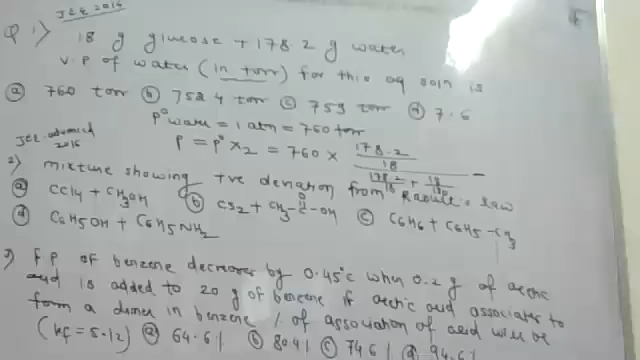 JEE 2016
Q 1) 18 g glucose + 178.2 g water
V.P of water (in torr) for this aq soln is
(a) 760 torr (b) 752.4 torr (c) 759 torr (d) 7.6
P° water = 1 atm = 760 torr
P = P° X2 = 760 × 178.2/18 / 178.2/18 + 18/180
JEE advanced 2016
2) mixture showing +ve deviation from Raoult's law
(a) CCl4 + CH3OH (b) CS2 + CH3-C-OH (c) C6H6 + C6H5-CH3
O
(d) C6H5OH + C6H5NH2
3) F.P of benzene decreases by 0.45°C when 0.2 g of acetic
acid is added to 20 g of benzene if acetic acid associates to
form a dimer in benzene % of association of acid will be
(kf = 5.12) (a) 64.6% (b) 80.4% (c) 74.6% (d) 94.6%